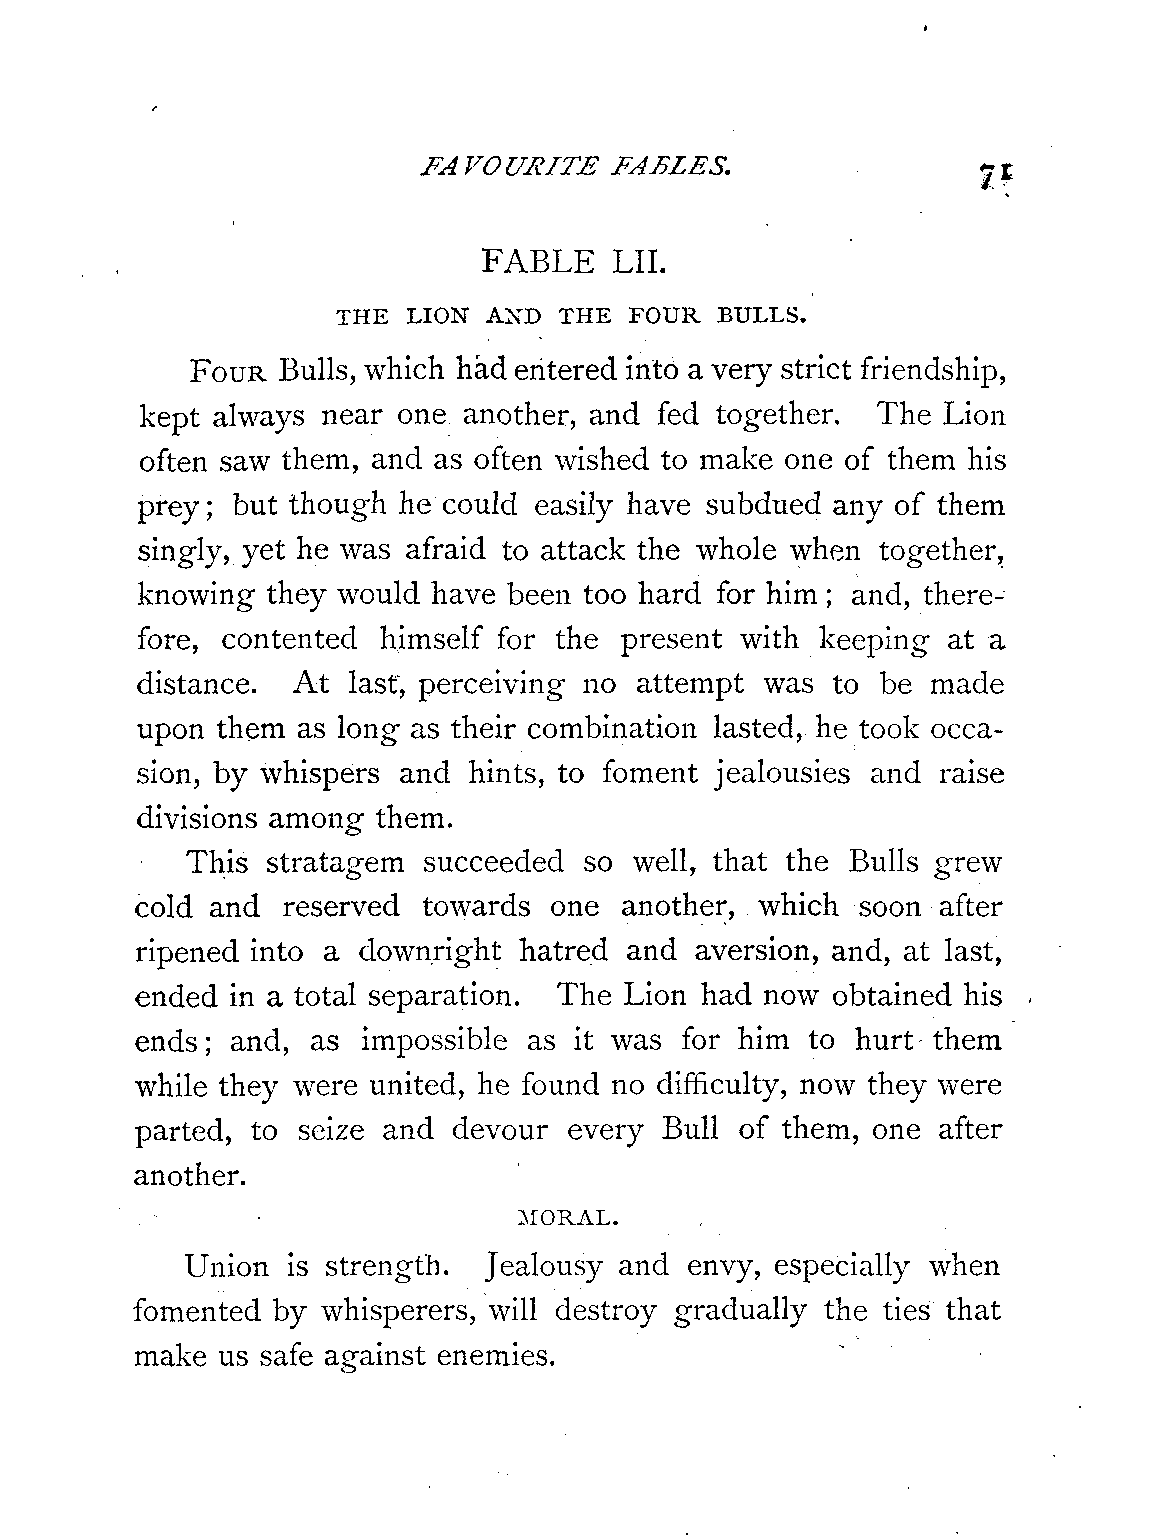 FAVOURITE FABLES. 71
FABLE LII.
THE LION AND THE FOUR BULLS.
FOUR Bulls, which had entered into a very strict friendship,
kept always near one another, and fed together. The Lion
often saw them, and as often wished to make one of them his
prey; but though he could easily have subdued any of them
singly, yet he was afraid to attack the whole when together,
knowing they would have been too hard for him; and, there-
fore, contented himself for the present with keeping at a
distance. At last, perceiving no attempt was to be made
upon them as long as their combination lasted, he took occa-
sion, by whispers and hints, to foment jealousies and raise
divisions among them.
This stratagem succeeded so well, that the Bulls grew
cold and reserved towards one another, which soon after
ripened into a downright hatred and aversion, and, at last,
ended in a total separation. The Lion had now obtained his
ends; and, as impossible as it was for him to hurt them
while they were united, he found no difficulty, now they were
parted, to seize and devour every Bull of them, one after
another.
MORAL.
Union is strength. Jealousy and envy, especially when
fomented by whisperers, will destroy gradually the ties that
make us safe against enemies.